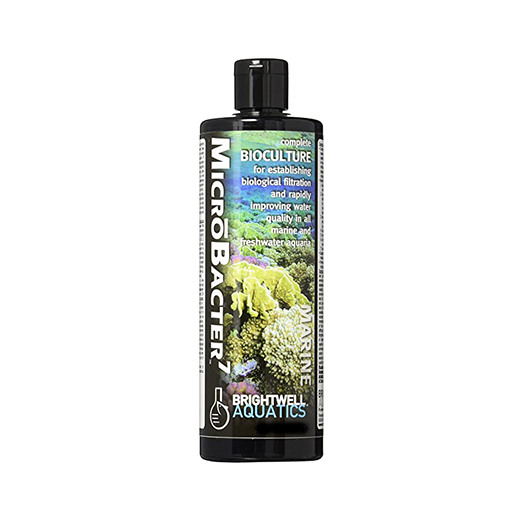 MICRŌBACTER7
complete
BIOCULTURE
for establishing
biological filtration
and rapidly
improving water
quality in all
marine and
freshwater aquaria
MARINE
BRIGHTWELL
AQUATICS